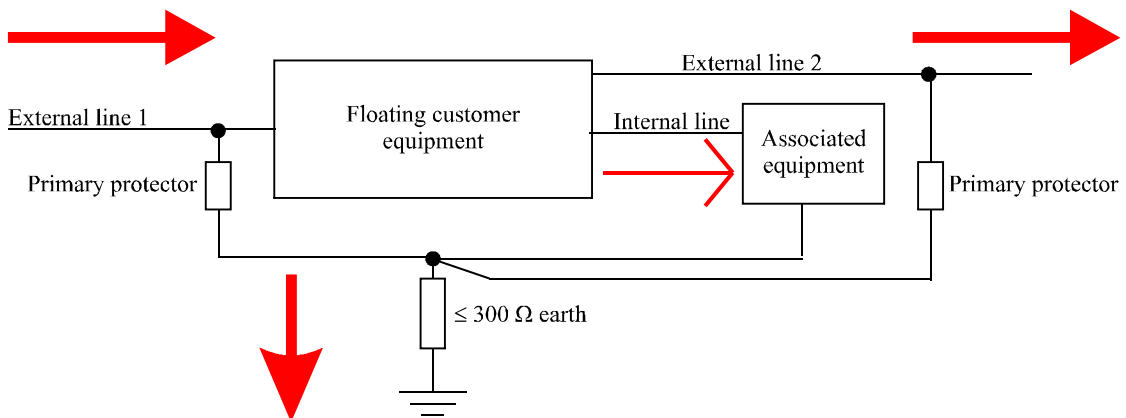 External line 2
External line 1
Floating customer
equipment
Internal line
Associated
equipment
Primary protector
Primary protector
≤ 300 Ω earth